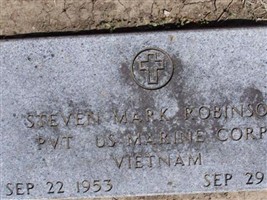 STEVEN MARK ROBINSO
PVT US MARINE CORP
VIETNAM
SEP 22 1953 SEP 29